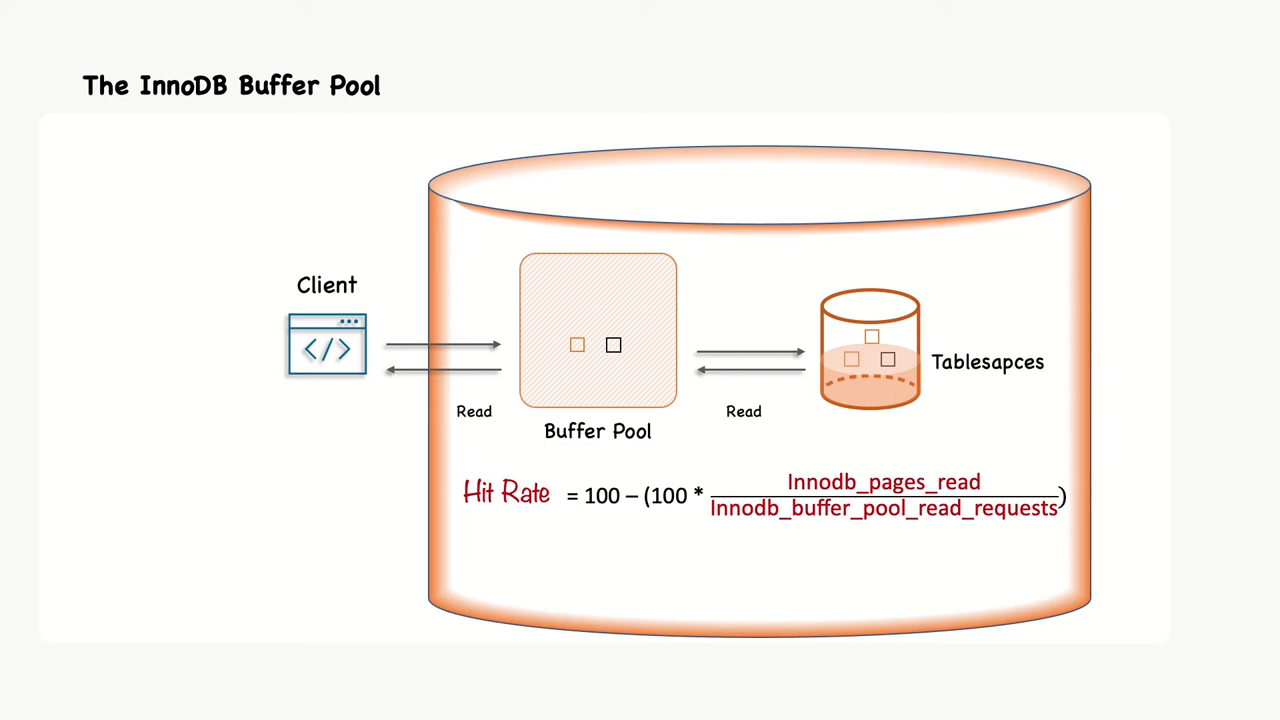 The InnoDB Buffer Pool
Client
</>
Read
Buffer Pool
Read
Tablesapces
Hit Rate = 100 – (100 * Innodb_pages_read
Innodb_buffer_pool_read_requests)